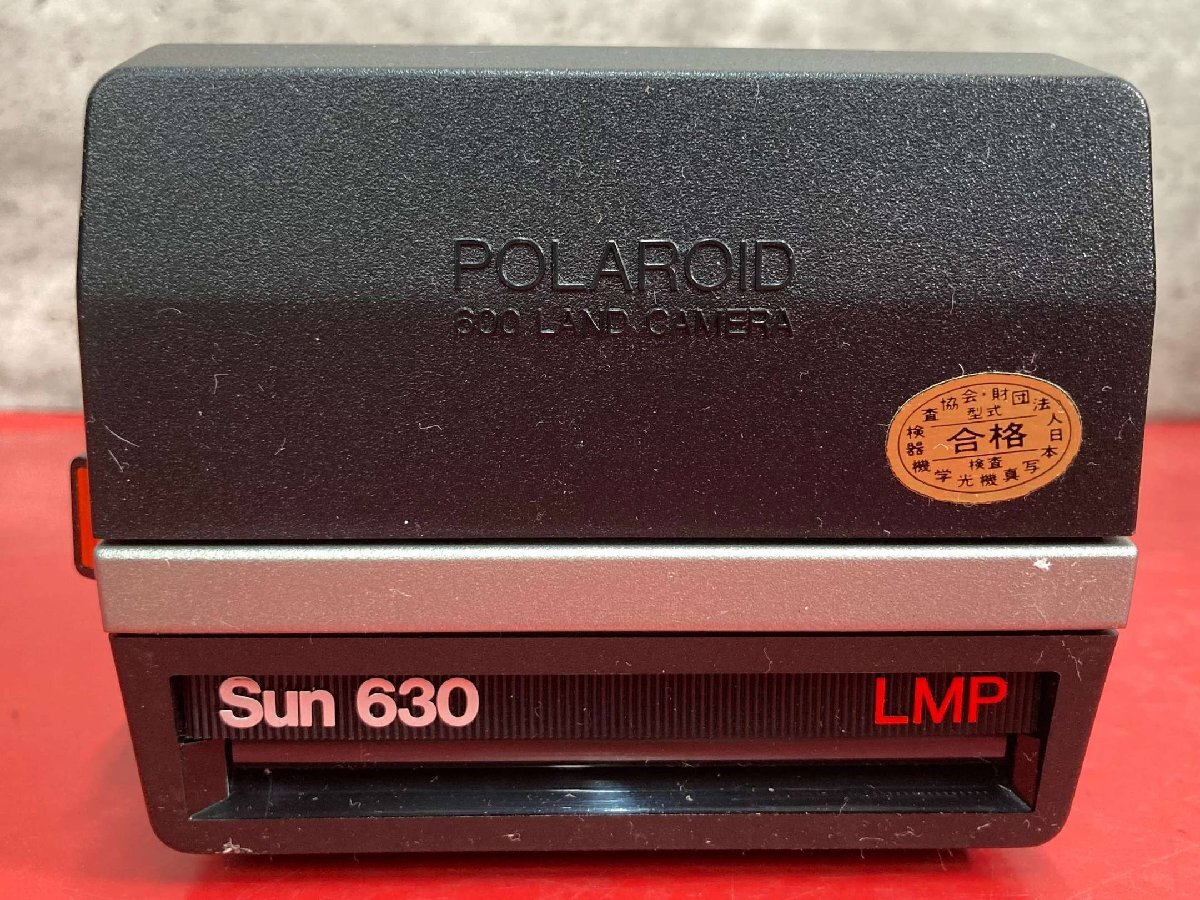 POLAROID
600 LAND CAMERA
財団法人日本写真機光学機器検査協会・
型式
合格
検査
Sun 630
LMP